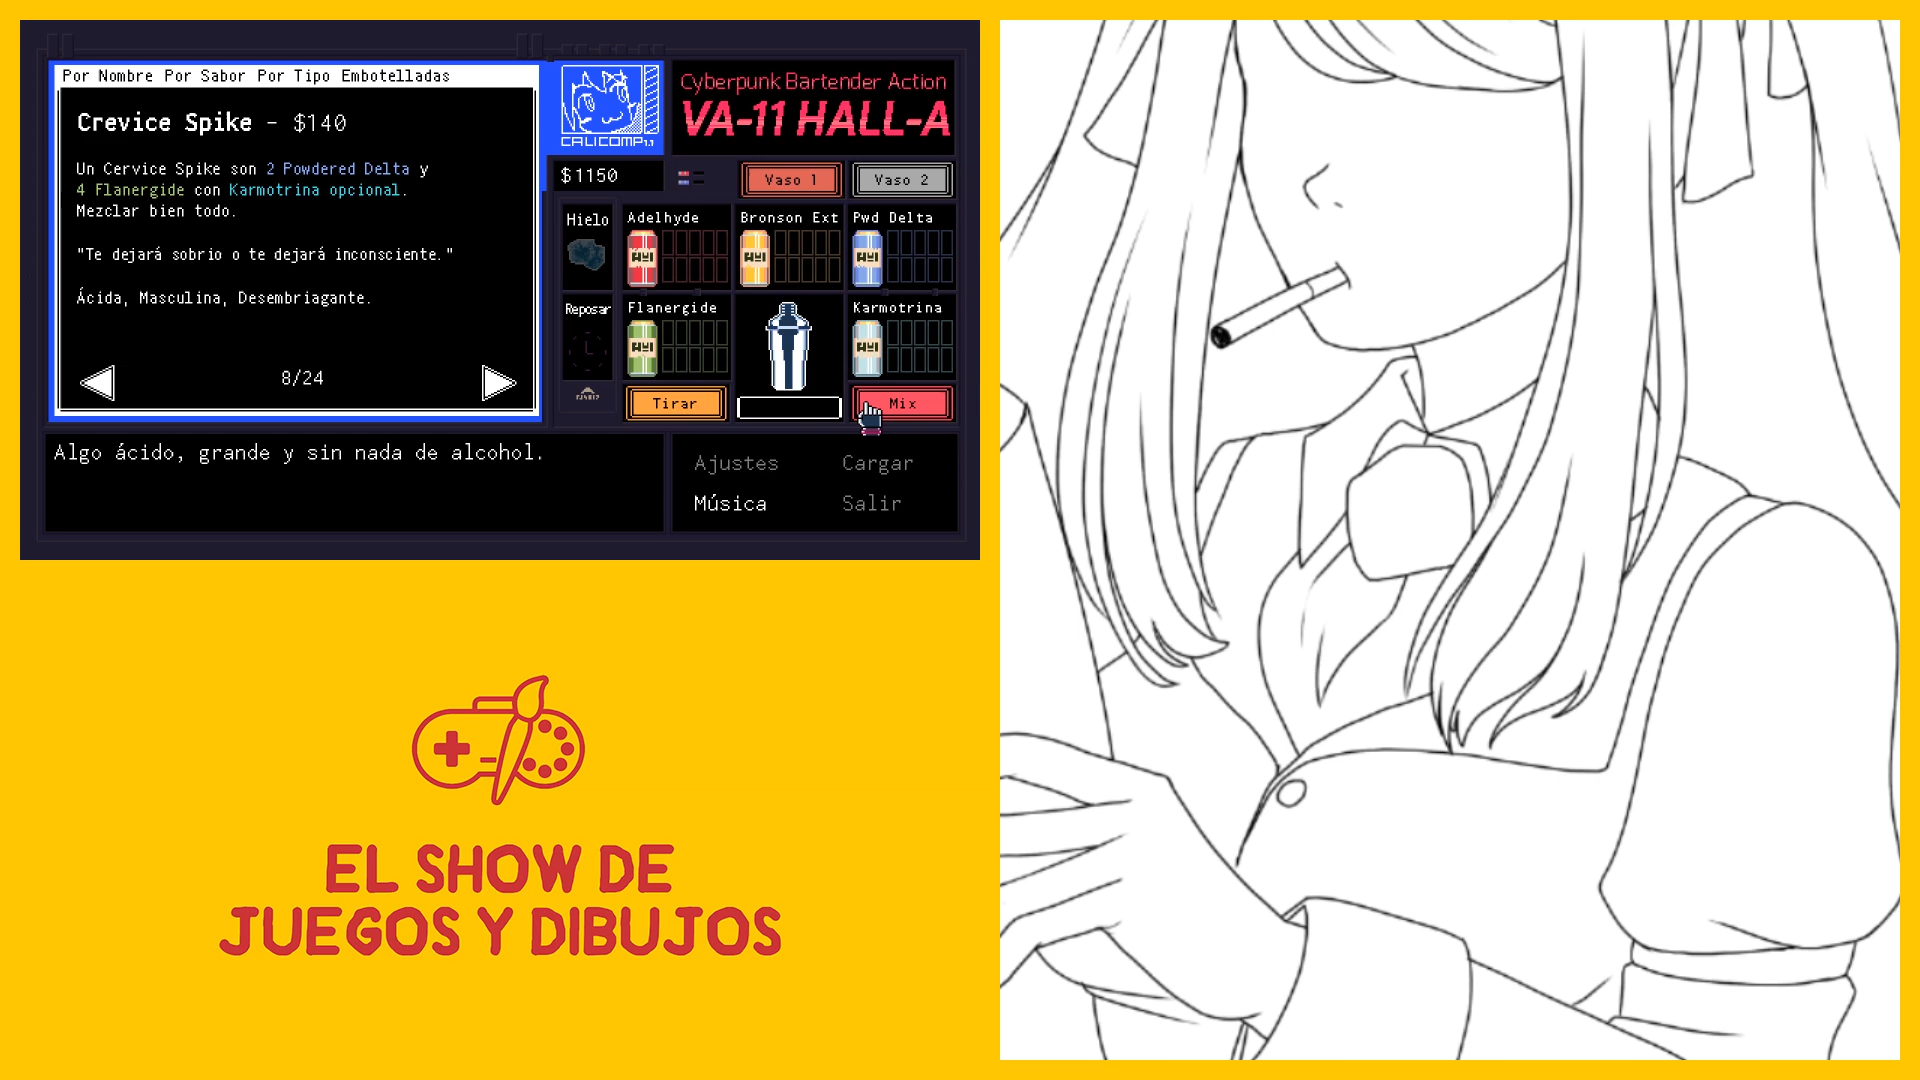 Por Nombre Por Sabor Por Tipo Embotelladas
Crevice Spike - $140
Un Cervice Spike son 2 Powdered Delta y
4 Flanergide con Karmotrina opcional.
Mezclar bien todo.
"Te dejará sobrio o te dejará inconsciente."
Ácida, Masculina, Desembriagante.
8/24
CALICOMP1.1
Cyberpunk Bartender Action
VA-11 HALL-A
$1150
Vaso 1
Vaso 2
Hielo
Adelhyde
Bronson Ext
Pwd Delta
Reposar
Flanergide
Karmotrina
Tirar
Mix
Algo ácido, grande y sin nada de alcohol.
Ajustes
Cargar
Música
Salir
EL SHOW DE
JUEGOS Y DIBUJOS